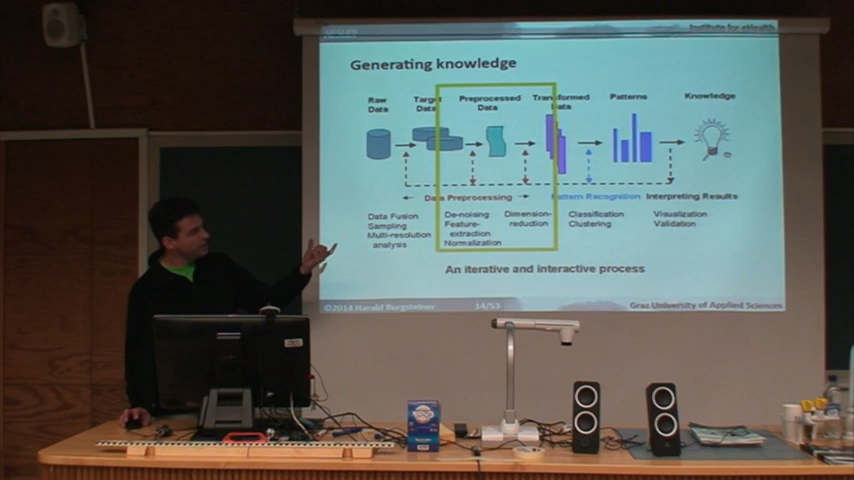 Institute for eHealth
Generating knowledge
Raw Data
Target Data
Preprocessed Data
Transformed Data
Patterns
Knowledge
Data Preprocessing
Pattern Recognition
Interpreting Results
Data Fusion
Sampling
Multi-resolution
analysis
De-noising
Feature-
extraction
Normalization
Dimension-
reduction
Classification
Clustering
Visualization
Validation
An iterative and interactive process
©2014 Harald Burgsteiner
14/53
Graz University of Applied Sciences